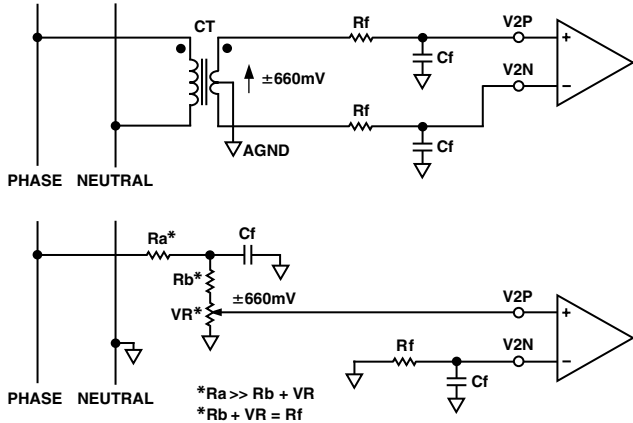 CT
Rf
V2P
+
Cf
±660mV
V2N
Rf
−
Cf
AGND
PHASE NEUTRAL
Ra*
Cf
Rb*
±660mV
VR*
V2P
+
Rf
V2N
−
Cf
PHASE NEUTRAL
*Ra >> Rb + VR
*Rb + VR = Rf